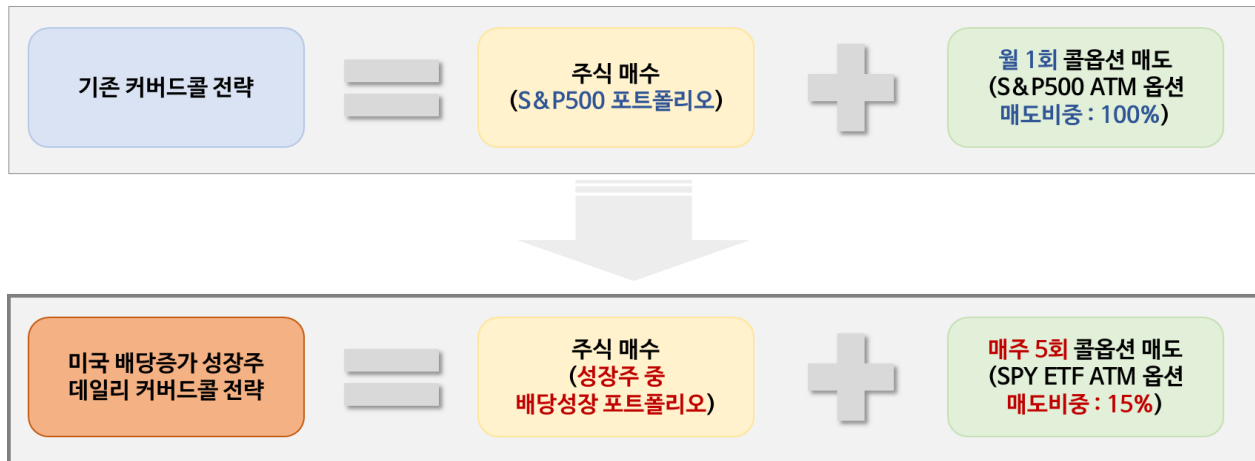 기존 커버드콜 전략
주식 매수
(S&P500 포트폴리오)
월 1회 콜옵션 매도
(S&P500 ATM 옵션
매도비중 : 100%)
미국 배당증가 성장주
데일리 커버드콜 전략
주식 매수
(성장주 중
배당성장 포트폴리오)
매주 5회 콜옵션 매도
(SPY ETF ATM 옵션
매도비중 : 15%)